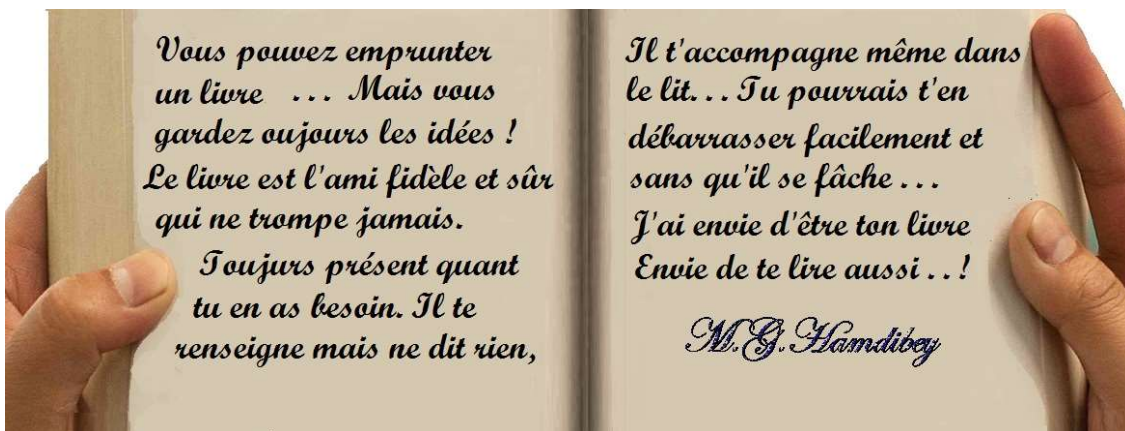 Vous pouvez emprunter
un livre ... Mais vous
gardez oujours les idées !
Le livre est l'ami fidèle et sûr
qui ne trompe jamais.
Toujurs présent quant
tu en as besoin. Il te
renseigne mais ne dit rien,
Il t'accompagne même dans
le lit... Tu pourrais t'en
débarrasser facilement et
sans qu'il se fâche ...
J'ai envie d'être ton livre
Envie de te lire aussi . . !
M.G.Hamdibey